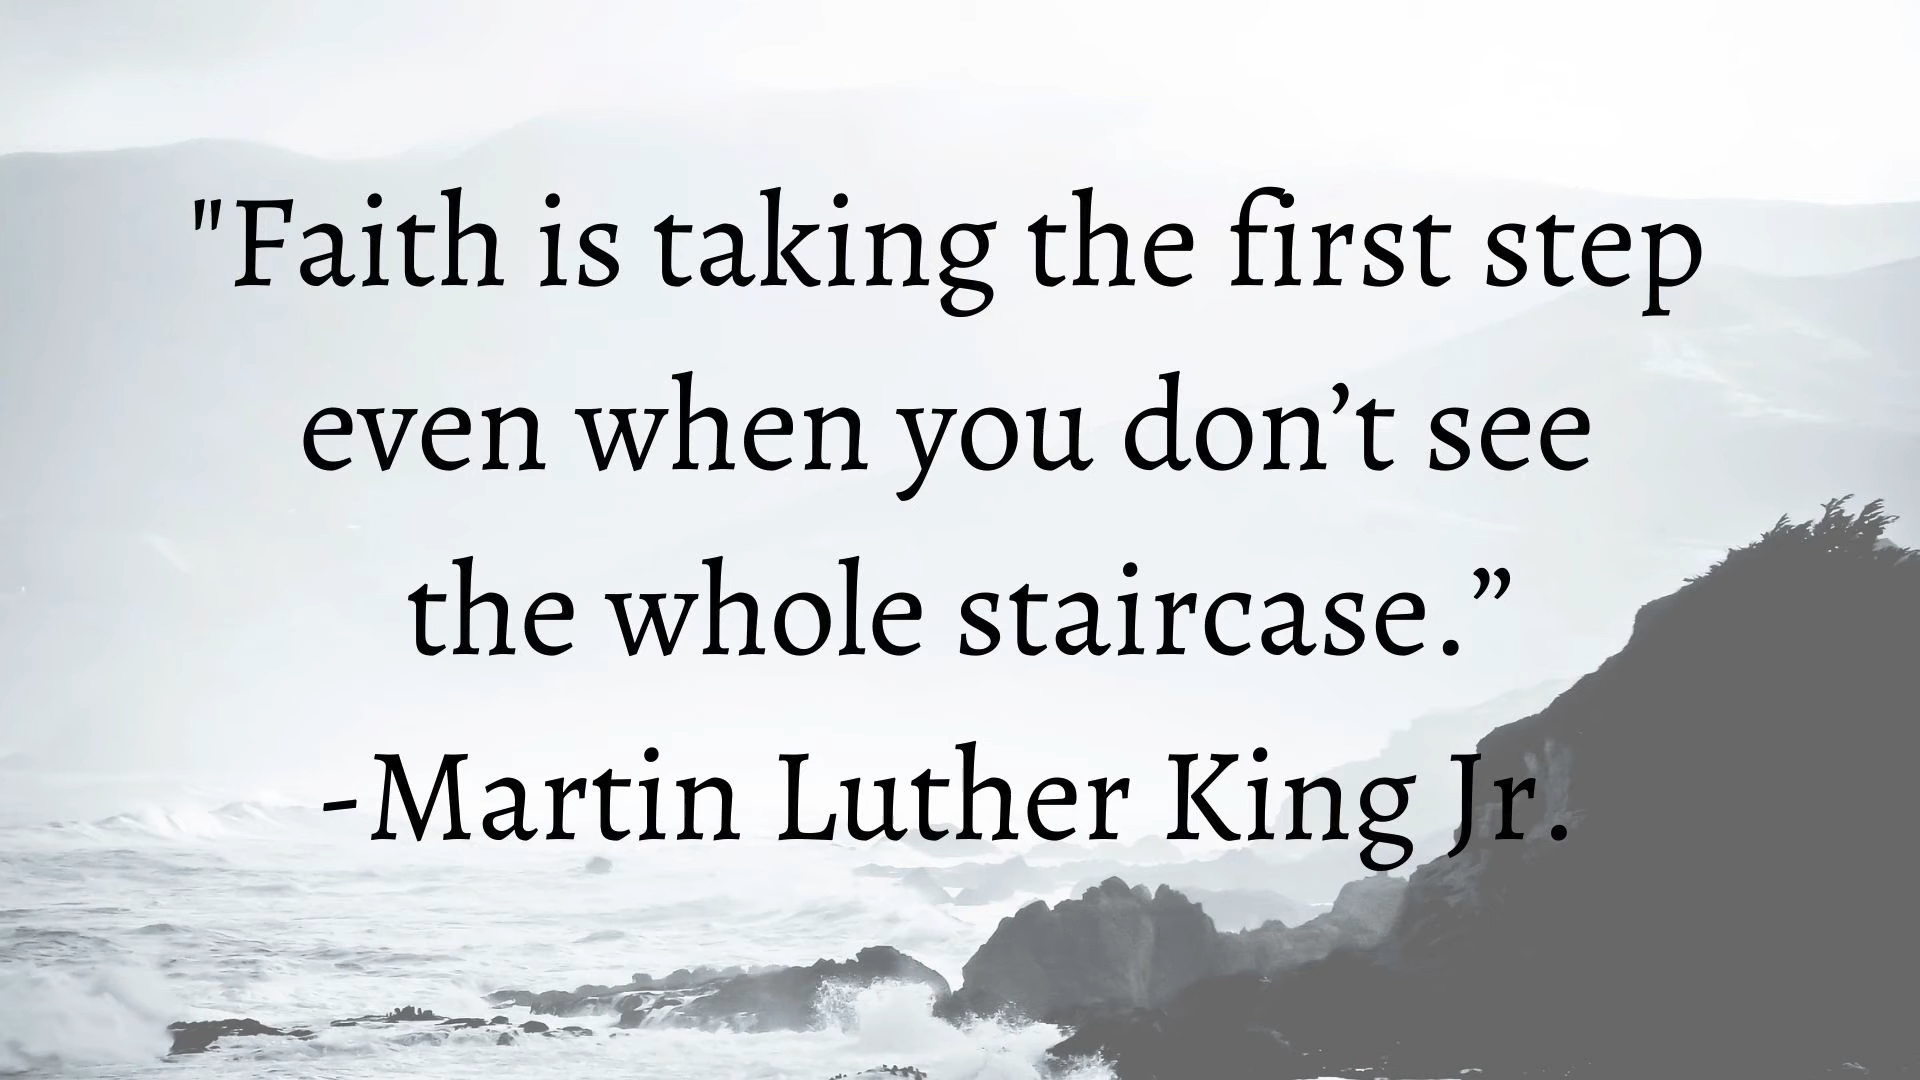 "Faith is taking the first step
even when you don’t see
the whole staircase.”
-Martin Luther King Jr.